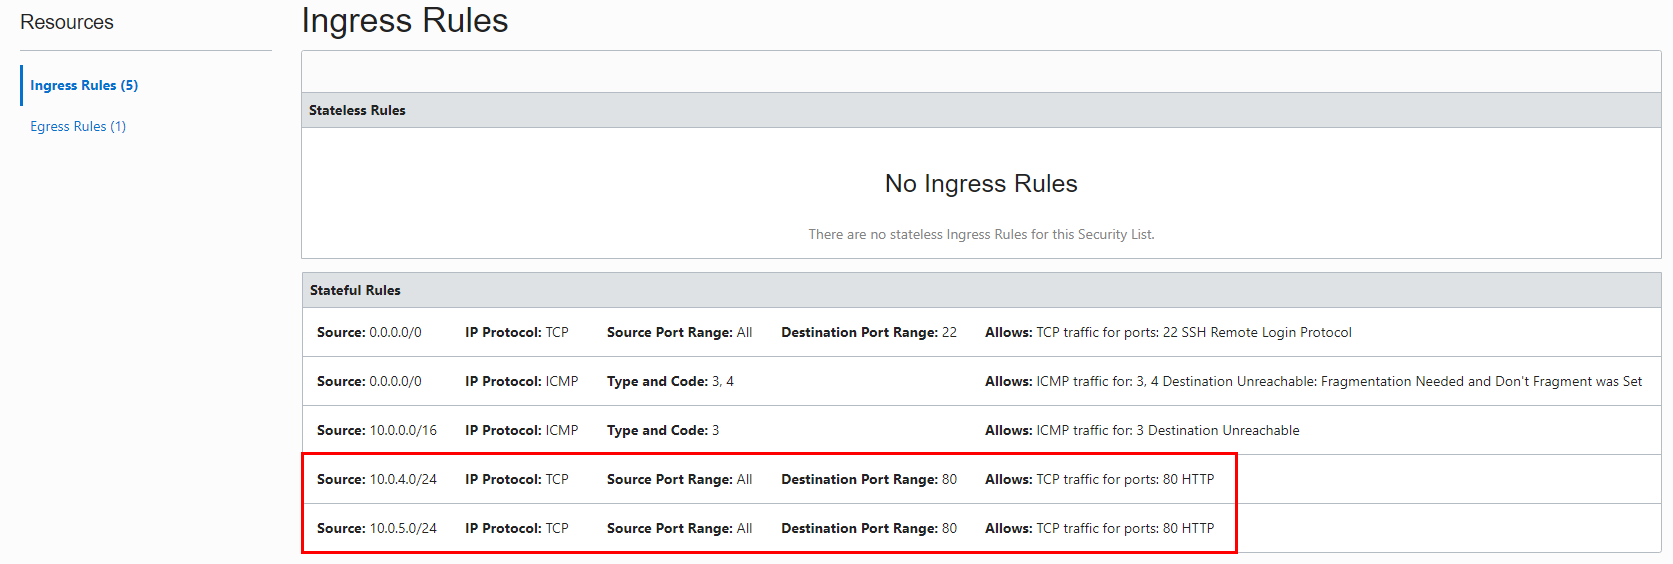 Resources
Ingress Rules (5)
Egress Rules (1)
Ingress Rules
Stateless Rules
No Ingress Rules
There are no stateless Ingress Rules for this Security List.
Stateful Rules
Source: 0.0.0.0/0 IP Protocol: TCP Source Port Range: All Destination Port Range: 22 Allows: TCP traffic for ports: 22 SSH Remote Login Protocol
Source: 0.0.0.0/0 IP Protocol: ICMP Type and Code: 3, 4 Allows: ICMP traffic for: 3, 4 Destination Unreachable: Fragmentation Needed and Don't Fragment was Set
Source: 10.0.0.0/16 IP Protocol: ICMP Type and Code: 3 Allows: ICMP traffic for: 3 Destination Unreachable
Source: 10.0.4.0/24 IP Protocol: TCP Source Port Range: All Destination Port Range: 80 Allows: TCP traffic for ports: 80 HTTP
Source: 10.0.5.0/24 IP Protocol: TCP Source Port Range: All Destination Port Range: 80 Allows: TCP traffic for ports: 80 HTTP